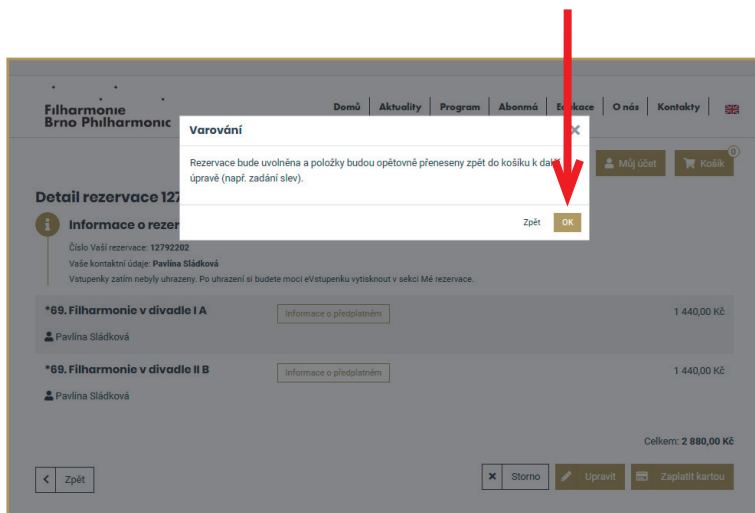 Filharmonie
Brno Philharmonic
Domů Aktuality Program Abonmá Edukace O nás Kontakty
Varování
Rezervace bude uvolněna a položky budou opětovně přeneseny zpět do košíku k další
úpravě (např. zadání slev).
Můj účet
Košík
0
Zpět
OK
Detail rezervace 127
Informace o rezer
Číslo Vaší rezervace: 12792202
Vaše kontaktní údaje: Pavlína Sládková
Vstupenky zatím nebyly uhrazeny. Po uhrazení si budete moci eVstupenku vytisknout v sekci Mé rezervace.
*69. Filharmonie v divadle I A
Informace o předplatném
1 440,00 Kč
Pavlína Sládková
*69. Filharmonie v divadle II B
Informace o předplatném
1 440,00 Kč
Pavlína Sládková
Celkem: 2 880,00 Kč
Zpět
Storno
Upravit
Zaplatit kartou